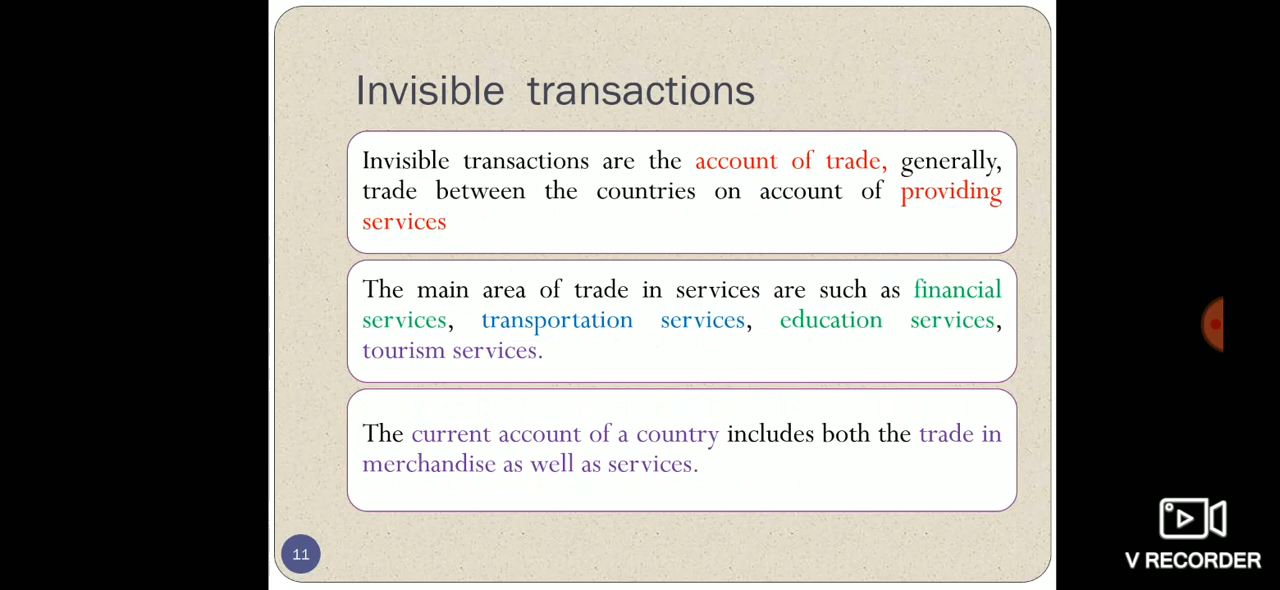 Invisible transactions
Invisible transactions are the account of trade, generally,
trade between the countries on account of providing
services
The main area of trade in services are such as financial
services, transportation services, education services,
tourism services.
The current account of a country includes both the trade in
merchandise as well as services.
11
V RECORDER